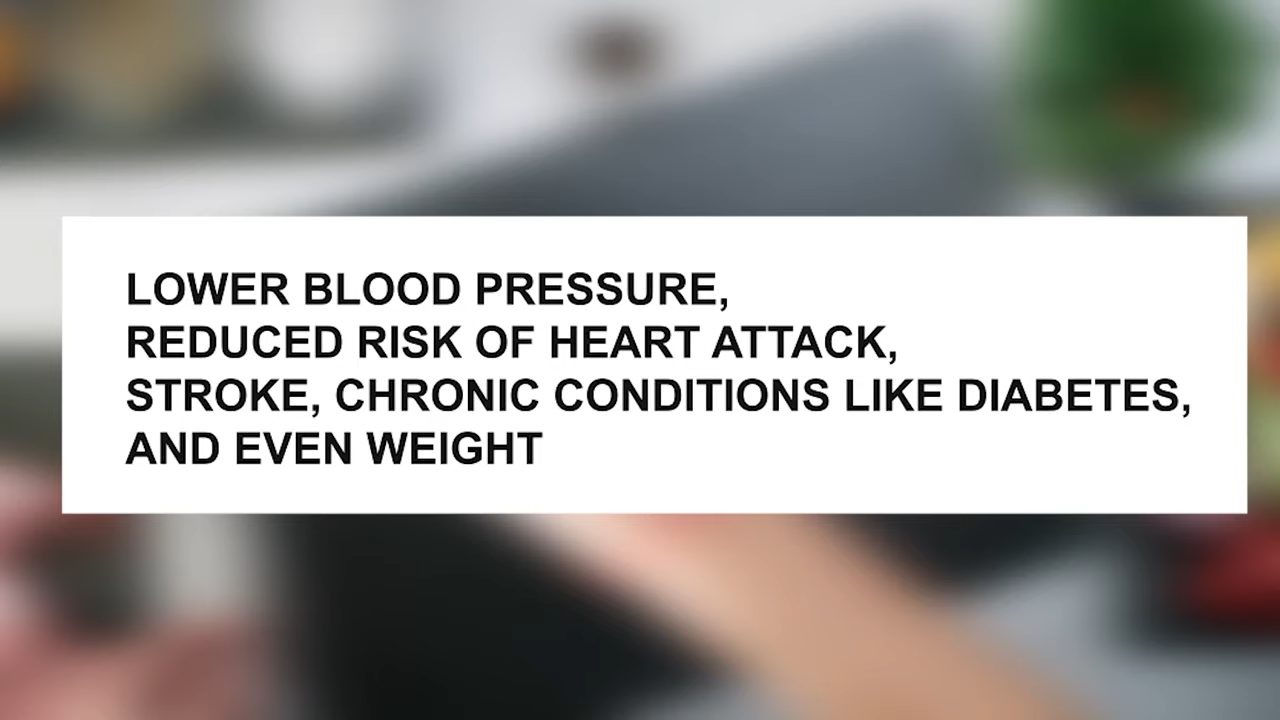 LOWER BLOOD PRESSURE,
REDUCED RISK OF HEART ATTACK,
STROKE, CHRONIC CONDITIONS LIKE DIABETES,
AND EVEN WEIGHT